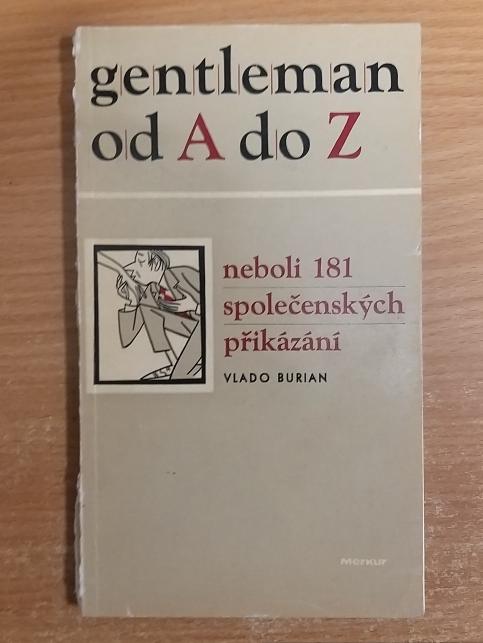 gentleman
od A do Z
neboli 181
společenských
přikázání
VLADO BURIAN
Merkur